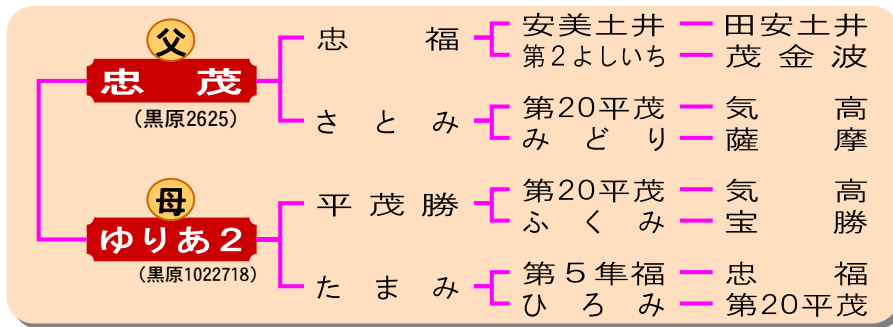 父
忠茂
(黒原2625)
忠福
安美土井 田安土井
第2よしいち 茂金波
さとみ
第20平茂 気高
みどり 薩摩
母
ゆりあ2
(黒原1022718)
平茂勝
第20平茂 気高
ふくみ 宝勝
たまみ
第5隼福 忠福
ひろみ 第20平茂